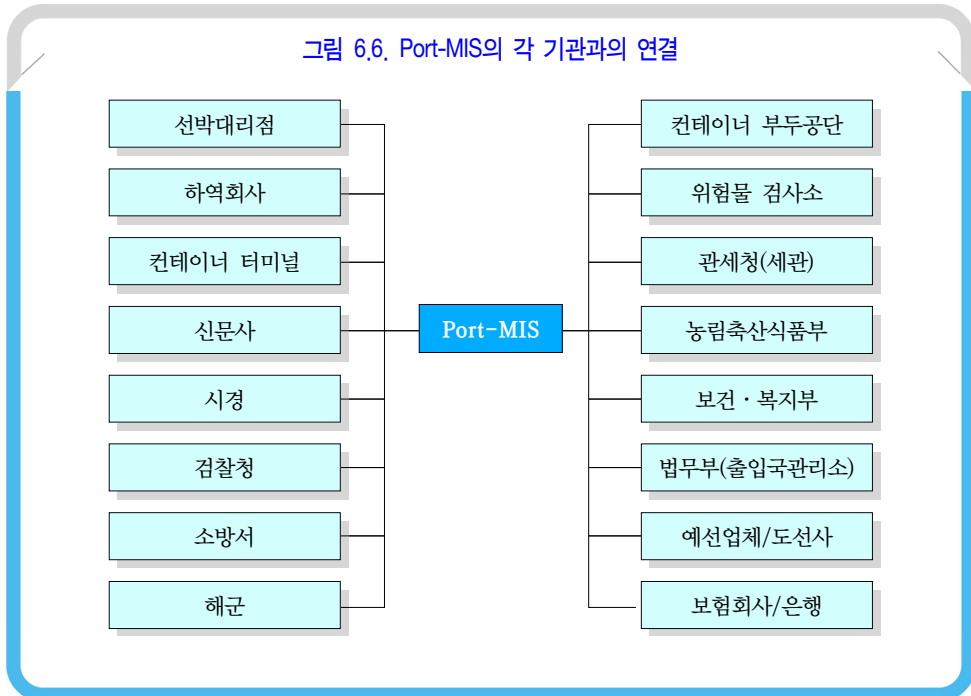 그림 6.6. Port-MIS의 각 기관과의 연결
선박대리점
하역회사
컨테이너 터미널
신문사
시경
검찰청
소방서
해군
Port-MIS
컨테이너 부두공단
위험물 검사소
관세청(세관)
농림축산식품부
보건·복지부
법무부(출입국관리소)
예선업체/도선사
보험회사/은행